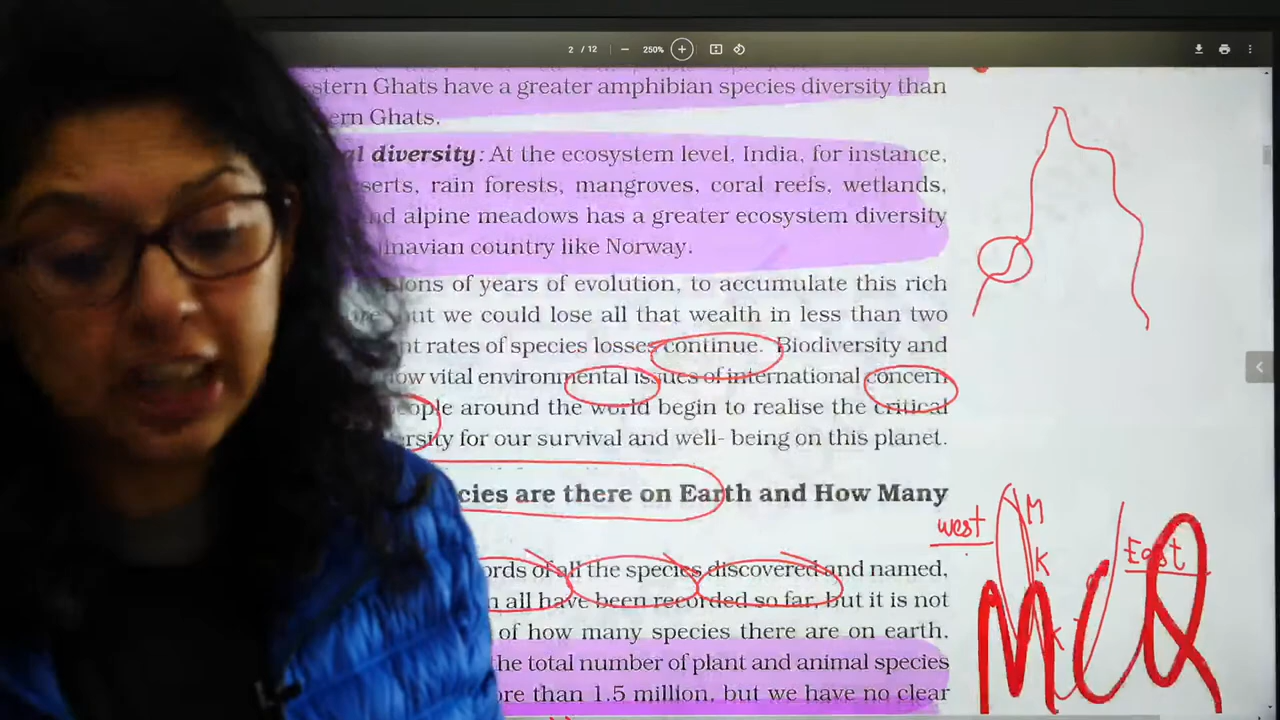 2 / 12 − 250% +
stern Ghats have a greater amphibian species diversity than
ern Ghats.
al diversity: At the ecosystem level, India, for instance,
serts, rain forests, mangroves, coral reefs, wetlands,
nd alpine meadows has a greater ecosystem diversity
inavian country like Norway.
ions of years of evolution, to accumulate this rich
ure, but we could lose all that wealth in less than two
nt rates of species losses continue. Biodiversity and
now vital environmental issues of international concern
eople around the world begin to realise the critical
ersity for our survival and well- being on this planet.
cies are there on Earth and How Many
ords of all the species discovered and named,
n all have been recorded so far, but it is not
of how many species there are on earth.
the total number of plant and animal species
ore than 1.5 million, but we have no clear
west
M
K
K
East
MCQ